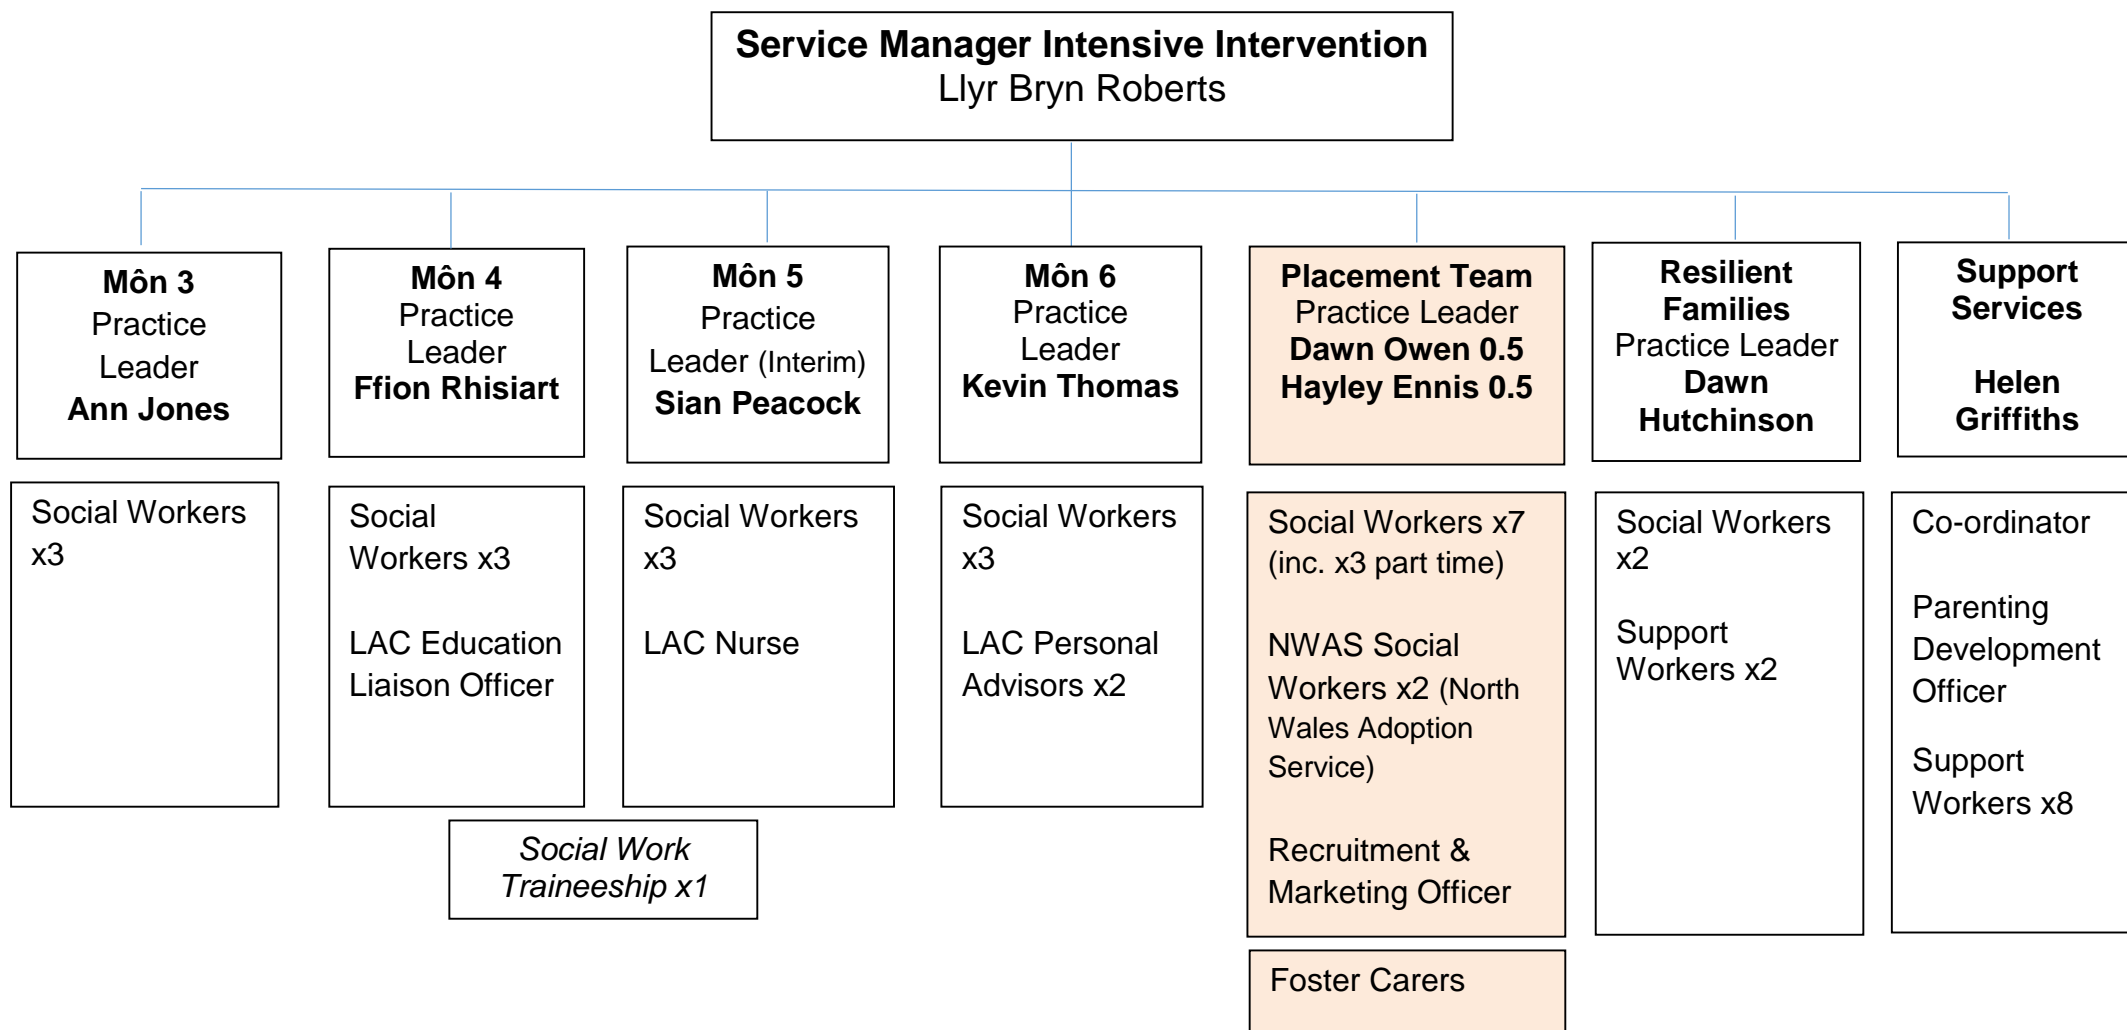 Service Manager Intensive Intervention
Llyr Bryn Roberts
Môn 3
Practice
Leader
Ann Jones
Môn 4
Practice
Leader
Ffion Rhisiart
Môn 5
Practice
Leader (Interim)
Sian Peacock
Môn 6
Practice
Leader
Kevin Thomas
Placement Team
Practice Leader
Dawn Owen 0.5
Hayley Ennis 0.5
Resilient
Families
Practice Leader
Dawn
Hutchinson
Support
Services
Helen
Griffiths
Social Workers
x3
Social
Workers x3
LAC Education
Liaison Officer
Social Workers
x3
LAC Nurse
Social Workers
x3
LAC Personal
Advisors x2
Social Workers x7
(inc. x3 part time)
NWAS Social
Workers x2 (North
Wales Adoption
Service)
Recruitment &
Marketing Officer
Social Workers
x2
Support
Workers x2
Co-ordinator
Parenting
Development
Officer
Support
Workers x8
Social Work
Traineeship x1
Foster Carers